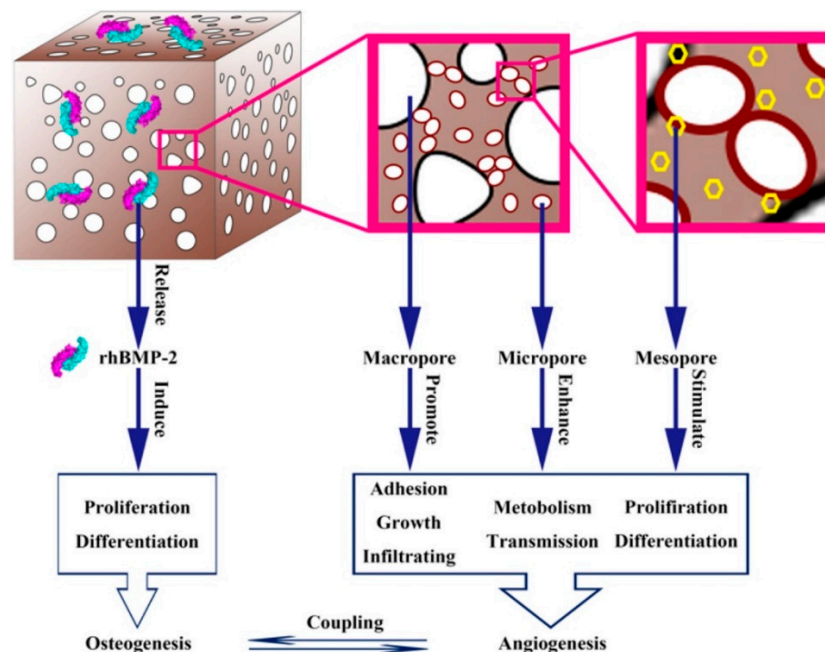 Release
rhBMP-2
Induce
Proliferation
Differentiation
Osteogenesis
Macropore
Promote
Micropore
Enhance
Mesopore
Stimulate
Adhesion
Growth
Infiltrating
Metabolism
Transmission
Prolifiration
Differentiation
Coupling
Angiogenesis